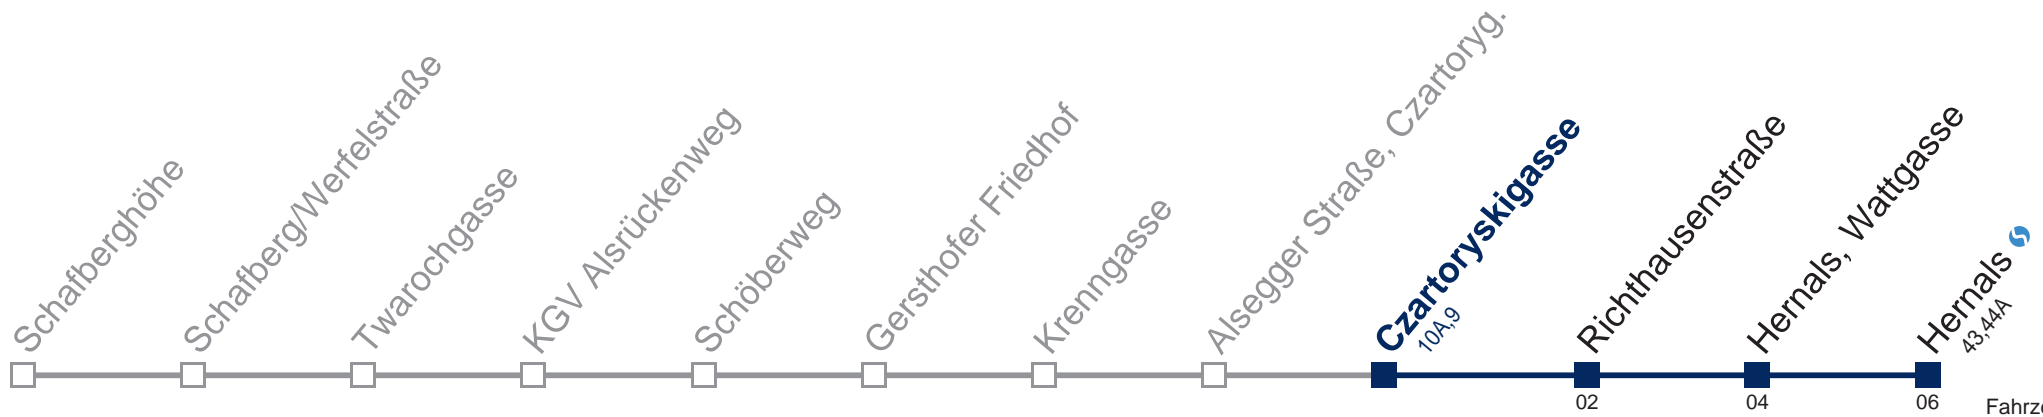 Schafberghöhe
Schafberg/Werfelstraße
Twarochgasse
KGV Alsrückenweg
Schöberweg
Gersthofer Friedhof
Krenngasse
Alsegger Straße, Czartoryg.
Czartoryskigasse
10A,9
Richthausenstraße
Hernals, Wattgasse
Hernals
43,44A
02
04
06